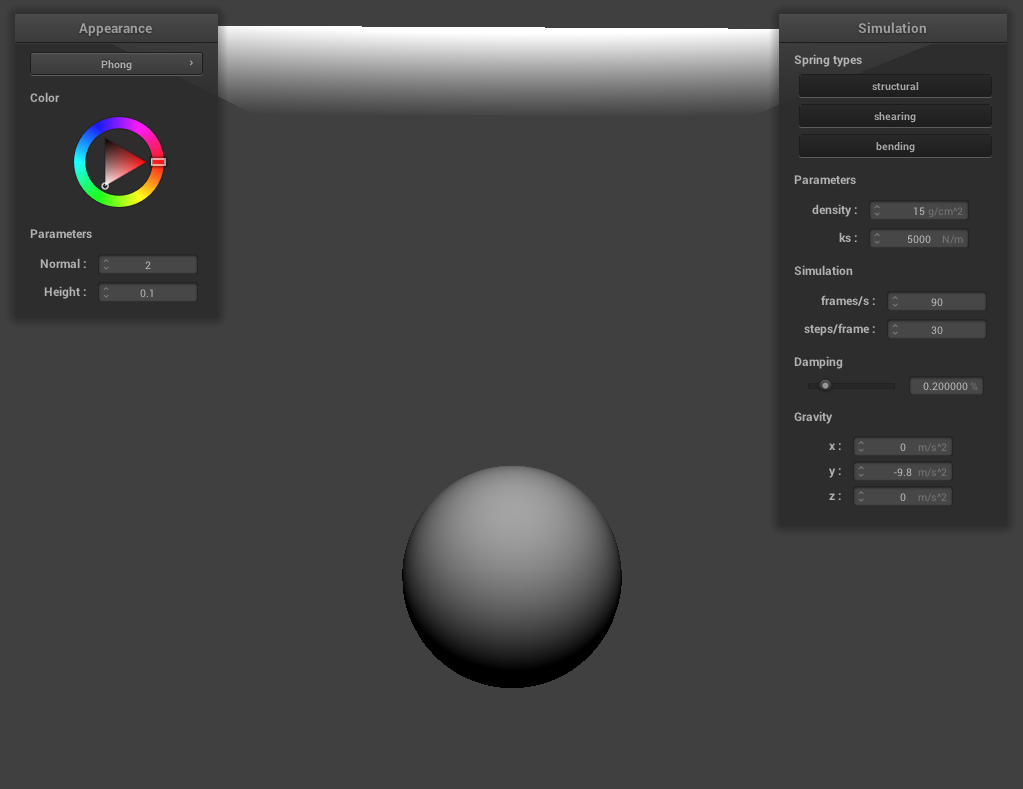 Appearance
Phong
Color
Parameters
Normal : 2
Height : 0.1
Simulation
Spring types
structural
shearing
bending
Parameters
density : 15 g/cm^2
ks : 5000 N/m
Simulation
frames/s : 90
steps/frame : 30
Damping
0.200000 %
Gravity
x : 0 m/s^2
y : -9.8 m/s^2
z : 0 m/s^2